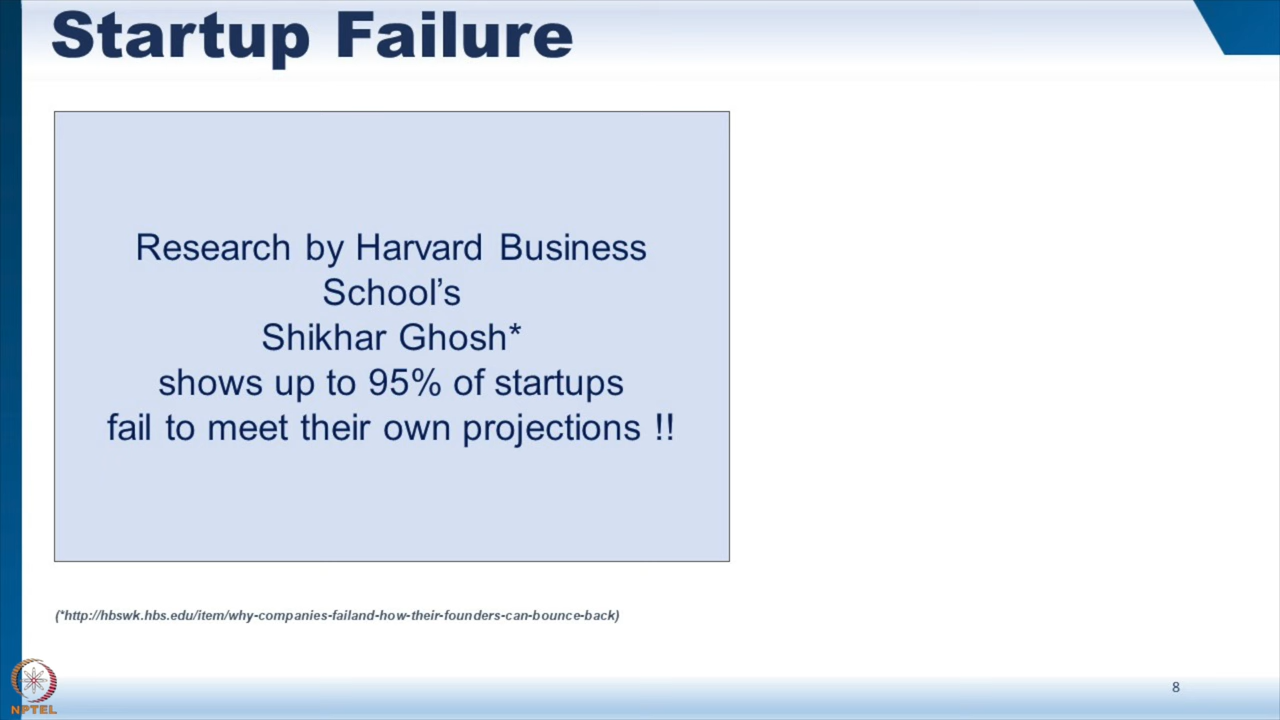 Startup Failure
Research by Harvard Business
School’s
Shikhar Ghosh*
shows up to 95% of startups
fail to meet their own projections !!
(*http://hbswk.hbs.edu/item/why-companies-failand-how-their-founders-can-bounce-back)
NPTEL
8